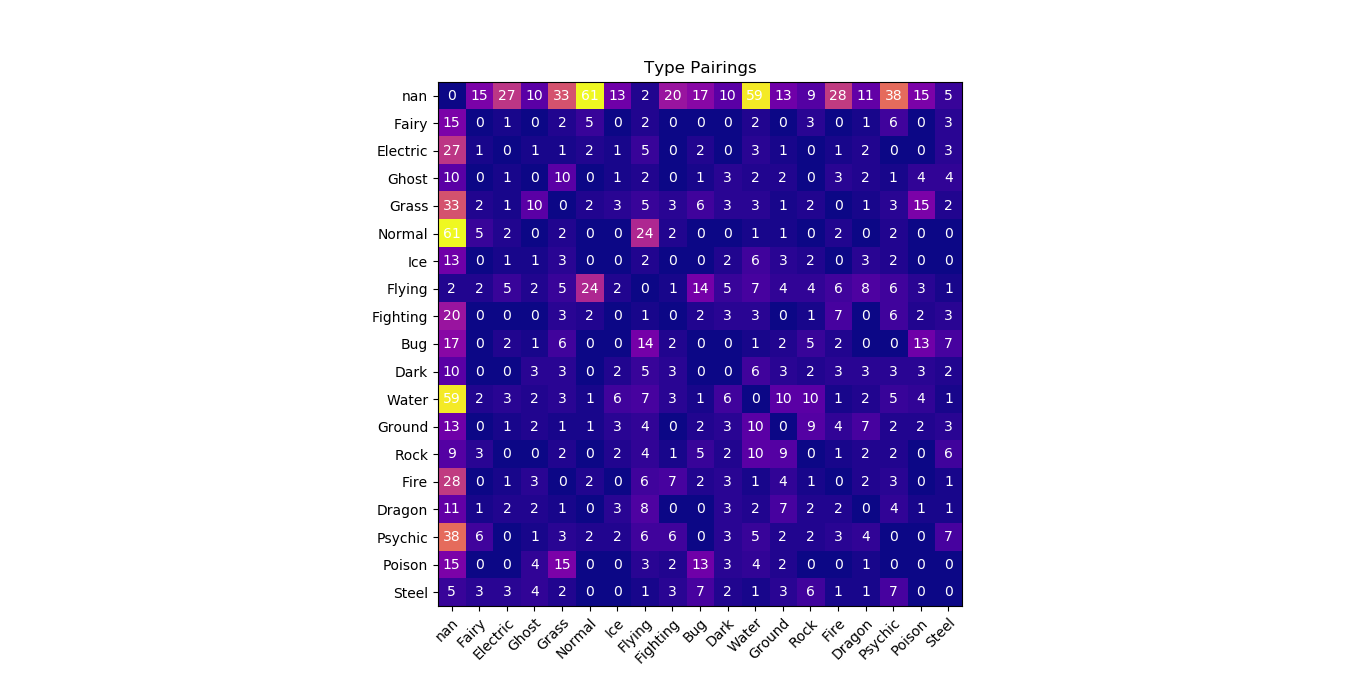 Type Pairings
nan 0 15 27 10 33 61 13 2 20 17 10 59 13 9 28 11 38 15 5
Fairy 15 0 1 0 2 5 0 2 0 0 0 2 0 3 0 1 6 0 3
Electric 27 1 0 1 1 2 1 5 0 2 0 3 1 0 1 2 0 0 3
Ghost 10 0 1 0 10 0 1 2 0 1 3 2 2 0 3 2 1 4 4
Grass 33 2 1 10 0 2 3 5 3 6 3 3 1 2 0 1 3 15 2
Normal 61 5 2 0 2 0 0 24 2 0 0 1 1 0 2 0 2 0 0
Ice 13 0 1 1 3 0 0 2 0 0 2 6 3 2 0 3 2 0 0
Flying 2 2 5 2 5 24 2 0 1 14 5 7 4 4 6 8 6 3 1
Fighting 20 0 0 0 3 2 0 1 0 2 3 3 0 1 7 0 6 2 3
Bug 17 0 2 1 6 0 0 14 2 0 0 1 2 5 2 0 0 13 7
Dark 10 0 0 3 3 0 2 5 3 0 0 6 3 2 3 3 3 3 2
Water 59 2 3 2 3 1 6 7 3 1 6 0 10 10 1 2 5 4 1
Ground 13 0 1 2 1 1 3 4 0 2 3 10 0 9 4 7 2 2 3
Rock 9 3 0 0 2 0 2 4 1 5 2 10 9 0 1 2 2 0 6
Fire 28 0 1 3 0 2 0 6 7 2 3 1 4 1 0 2 3 0 1
Dragon 11 1 2 2 1 0 3 8 0 0 3 2 7 2 2 0 4 1 1
Psychic 38 6 0 1 3 2 2 6 6 0 3 5 2 2 3 4 0 0 7
Poison 15 0 0 4 15 0 0 3 2 13 3 4 2 0 0 1 0 0 0
Steel 5 3 3 4 2 0 0 1 3 7 2 1 3 6 1 1 7 0 0
nan Fairy Electric Ghost Grass Normal Ice Flying Fighting Bug Dark Water Ground Rock Fire Dragon Psychic Poison Steel